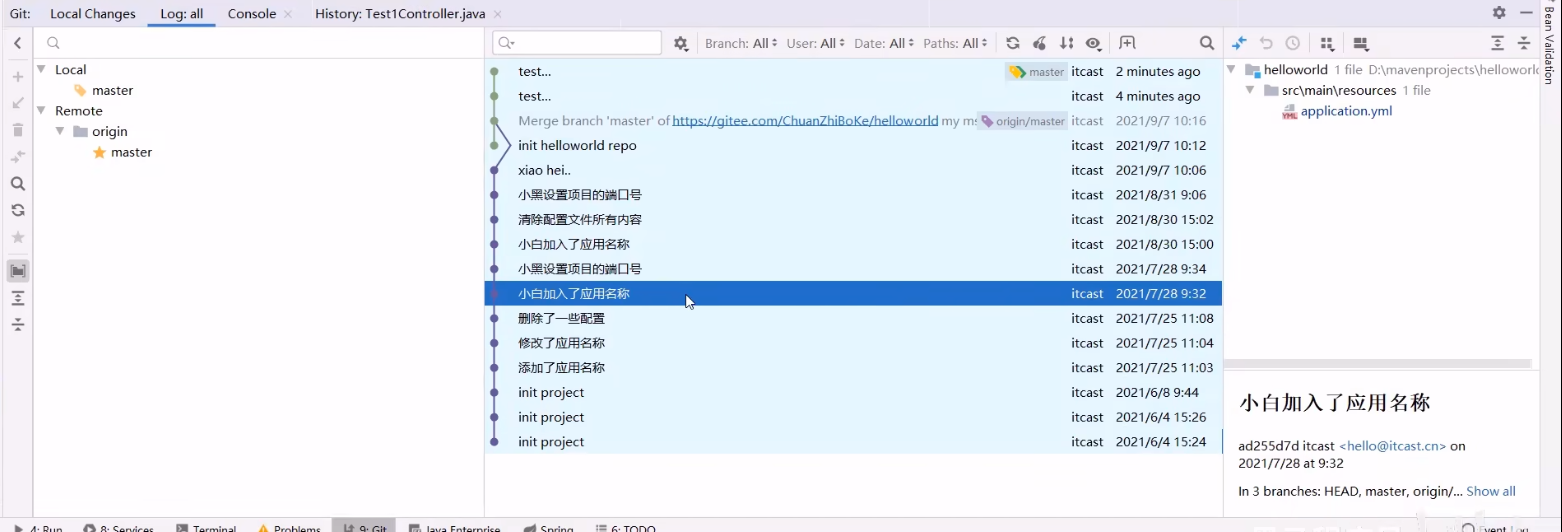 Git: Local Changes Log: all Console × History: Test1Controller.java ×
Branch: All User: All Date: All Paths: All
Local
master
Remote
origin
master
test... master itcast 2 minutes ago
test... itcast 4 minutes ago
Merge branch 'master' of https://gitee.com/ChuanZhiBoKe/helloworld my ms origin/master itcast 2021/9/7 10:16
init helloworld repo itcast 2021/9/7 10:12
xiao hei.. itcast 2021/9/7 10:06
小黑设置项目的端口号 itcast 2021/8/31 9:06
清除配置文件所有内容 itcast 2021/8/30 15:02
小白加入了应用名称 itcast 2021/8/30 15:00
小黑设置项目的端口号 itcast 2021/7/28 9:34
小白加入了应用名称 itcast 2021/7/28 9:32
删除了一些配置 itcast 2021/7/25 11:08
修改了应用名称 itcast 2021/7/25 11:04
添加了应用名称 itcast 2021/7/25 11:03
init project itcast 2021/6/8 9:44
init project itcast 2021/6/4 15:26
init project itcast 2021/6/4 15:24
helloworld 1 file D:\mavenprojects\helloworld
src\main\resources 1 file
YML application.yml
小白加入了应用名称
ad255d7d itcast <hello@itcast.cn> on
2021/7/28 at 9:32
In 3 branches: HEAD, master, origin/... Show all
Bean Validation
4: Run 8: Services Terminal Problems 9: Git Java Enterprise Spring 6: TODO Event Log